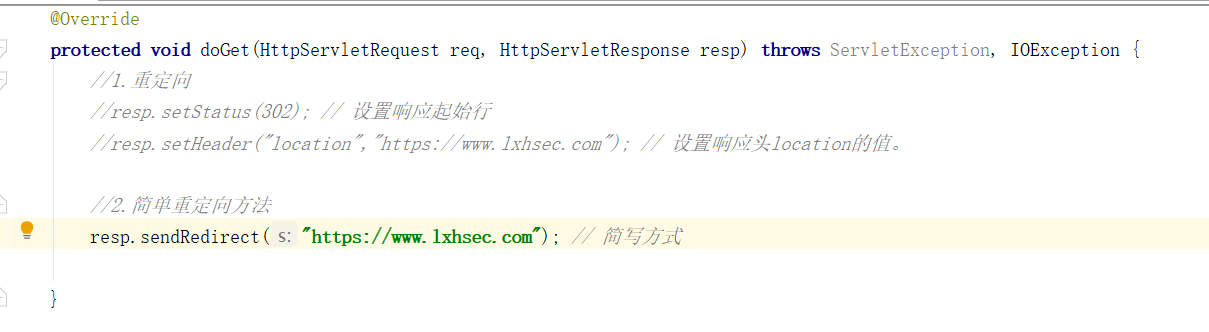 @Override
protected void doGet(HttpServletRequest req, HttpServletResponse resp) throws ServletException, IOException {
//1.重定向
//resp.setStatus(302); // 设置响应起始行
//resp.setHeader("location","https://www.lxhsec.com"); // 设置响应头location的值。
//2.简单重定向方法
resp.sendRedirect( s: "https://www.lxhsec.com"); // 简写方式
}